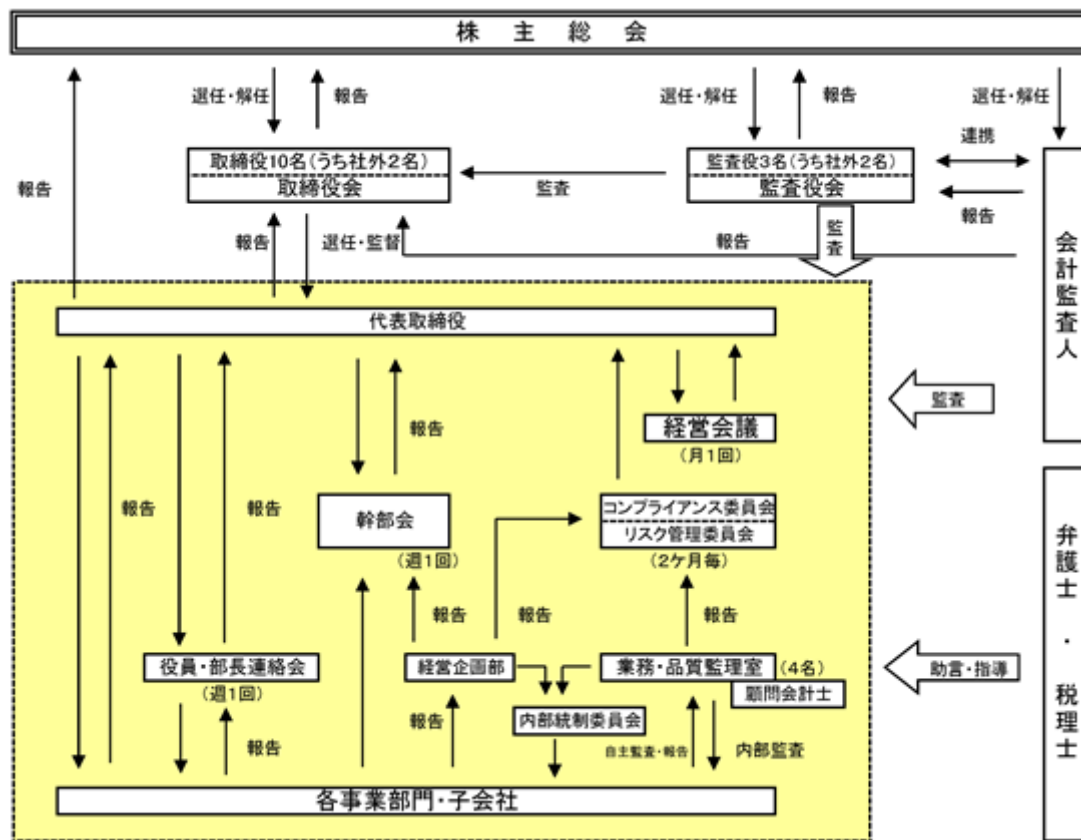 株主総会
選任・解任
報告
選任・解任
報告
選任・解任
報告
取締役10名(うち社外2名)
取締役会
監査
監査役3名(うち社外2名)
監査役会
連携
報告
報告
選任・監督
報告
監査
会計監査人
代表取締役
監査
経営会議
(月1回)
報告
報告
報告
幹部会
(週1回)
コンプライアンス委員会
リスク管理委員会
(2ケ月毎)
報告
報告
報告
弁護士・税理士
役員・部長連絡会
(週1回)
経営企画部
業務・品質監理室
(4名)
顧問会計士
助言・指導
内部統制委員会
報告
報告
自主監査・報告
内部監査
各事業部門・子会社